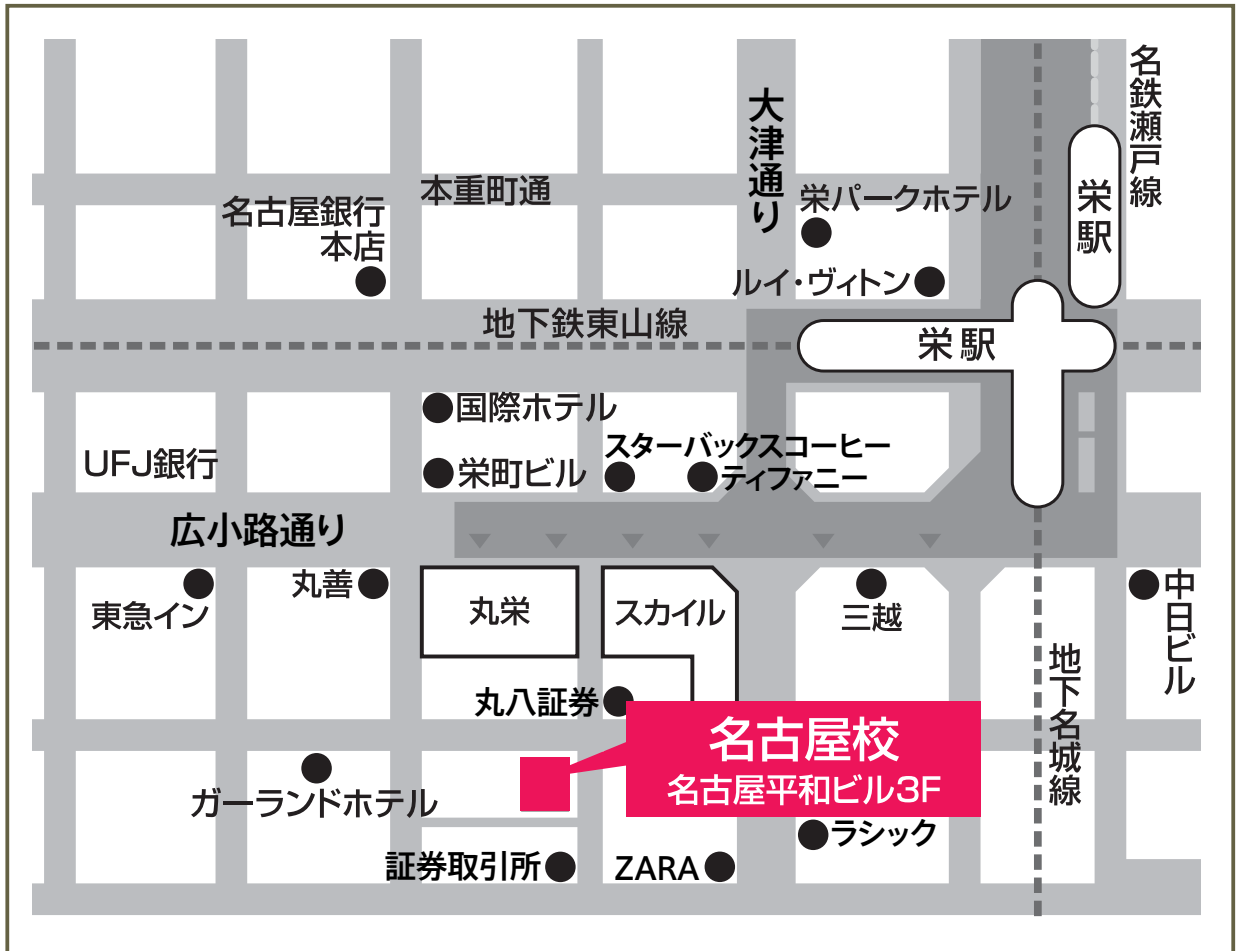 名鉄瀬戸線
大津通り
本重町通
栄パークホテル
栄駅
名古屋銀行
本店
ルイ・ヴィトン
地下鉄東山線
栄駅
国際ホテル
スターバックスコーヒー
UFJ銀行
栄町ビル
ティファニー
広小路通り
東急イン
丸善
丸栄
スカイル
三越
中日ビル
地下名城線
丸八証券
名古屋校
名古屋平和ビル3F
ガーランドホテル
ラシック
証券取引所
ZARA